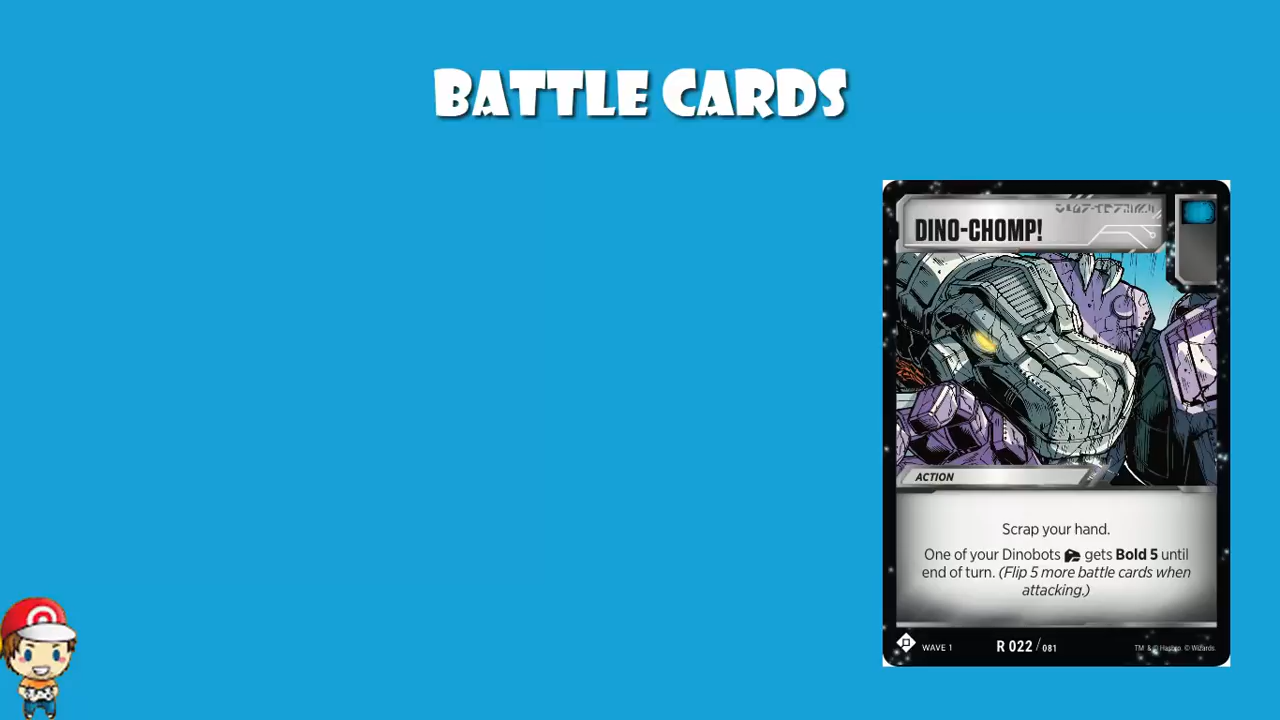 BATTLE CARDS
DINO-CHOMP!
ACTION
Scrap your hand.
One of your Dinobots gets Bold 5 until
end of turn. (Flip 5 more battle cards when
attacking.)
WAVE 1
R 022 / 081
TM & © Hasbro. © Wizards.